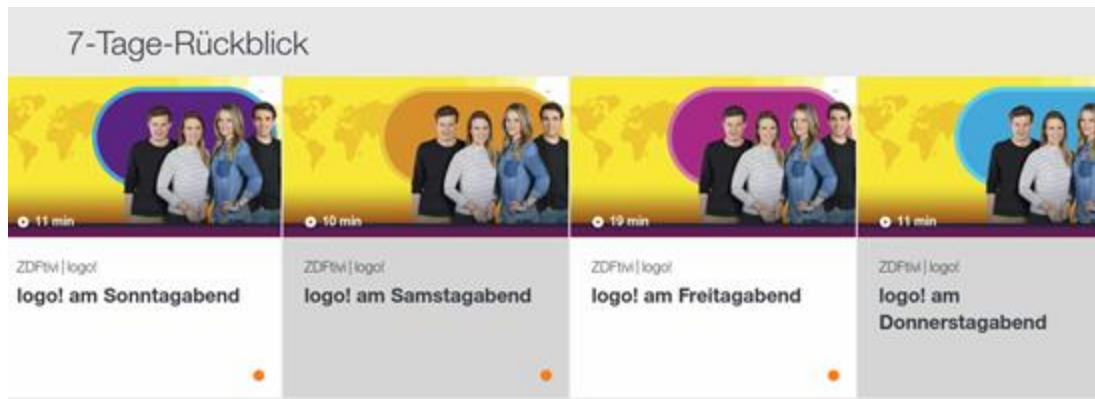 7-Tage-Rückblick
11 min
10 min
19 min
11 min
ZDFtivi | logo!
logo! am Sonntagabend
ZDFtivi | logo!
logo! am Samstagabend
ZDFtivi | logo!
logo! am Freitagabend
ZDFtivi | logo!
logo! am
Donnerstagabend